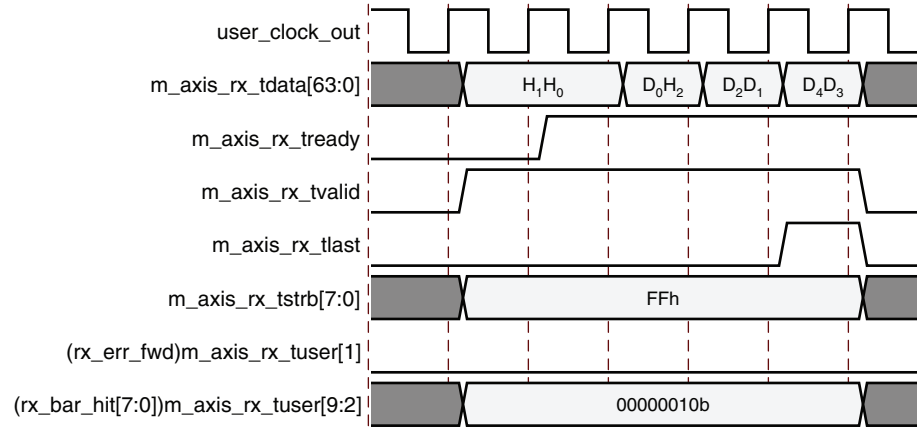 user_clock_out
m_axis_rx_tdata[63:0] H₁H₀ D₀H₂ D₂D₁ D₄D₃
m_axis_rx_tready
m_axis_rx_tvalid
m_axis_rx_tlast
m_axis_rx_tstrb[7:0] FFh
(rx_err_fwd)m_axis_rx_tuser[1]
(rx_bar_hit[7:0])m_axis_rx_tuser[9:2] 00000010b